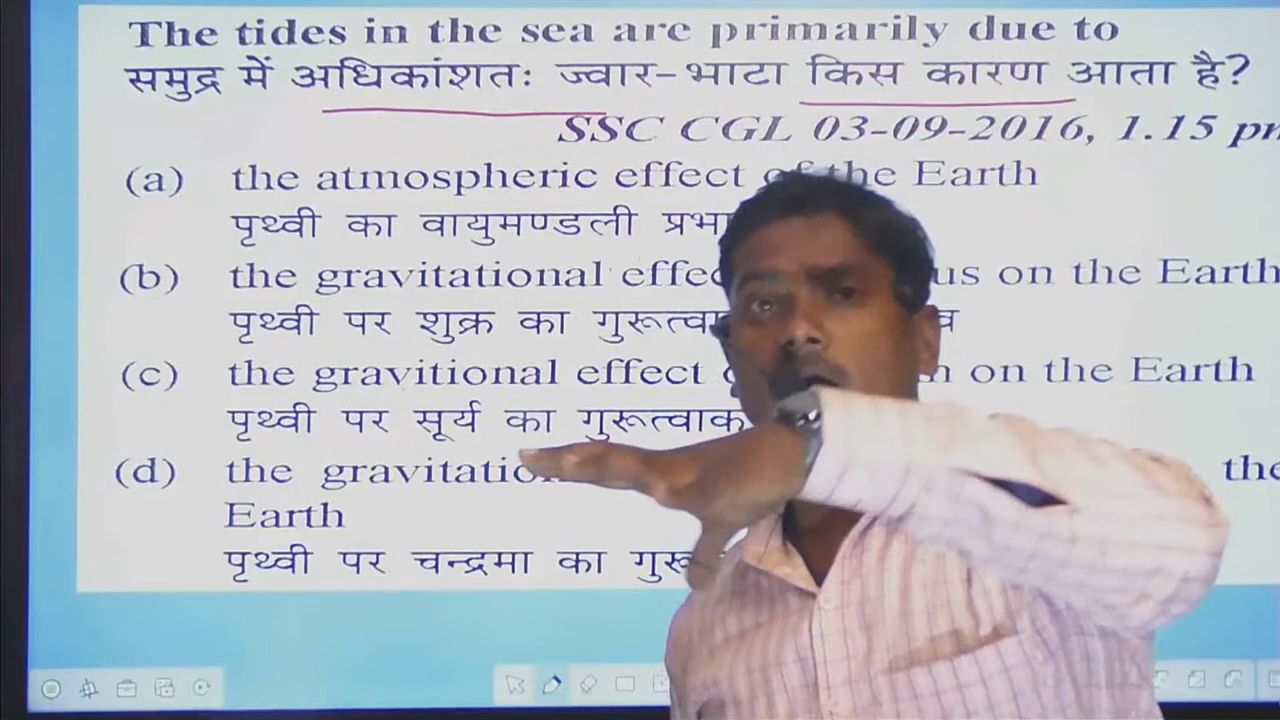 The tides in the sea are primarily due to
समुद्र में अधिकांशतः ज्वार-भाटा किस कारण आता है?
SSC CGL 03-09-2016, 1.15
(a) the atmospheric effect of the Earth
पृथ्वी का वायुमण्डली
(b) the gravitational on the Earth
पृथ्वी पर शुक्र का
(c) the gravitional effect on the Earth
पृथ्वी पर सूर्य का
(d) the
Earth
पृथ्वी पर चन्द्रमा का